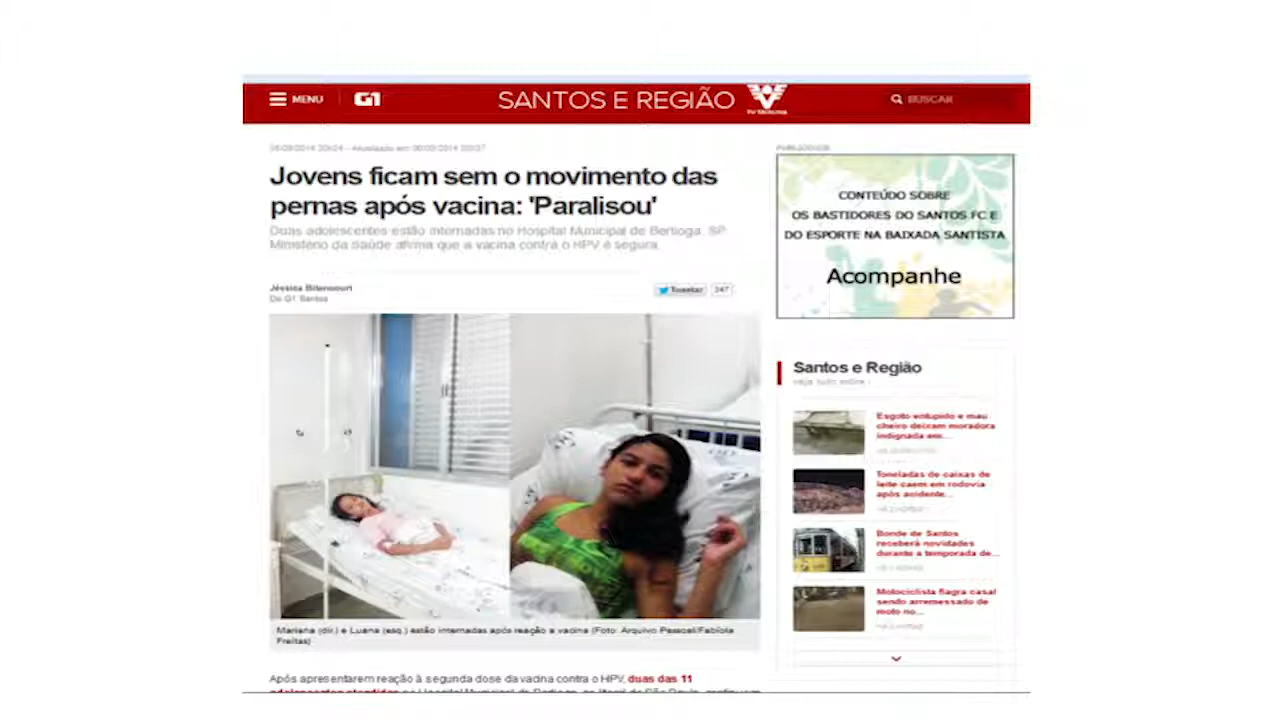 MENU
G1
SANTOS E REGIÃO
BUSCAR
Jovens ficam sem o movimento das
pernas após vacina: 'Paralisou'
Duas adolescentes estão internadas no Hospital Municipal de Bertioga, SP.
Ministério da Saúde afirma que a vacina contra o HPV é segura.
Jéssica Bitencourt
Do G1 Santos
Tweetar
347
Mariana (dir.) e Luana (esq.) estão internadas após reação a vacina (Foto: Arquivo Pessoal/Fabíola
Freitas)
Após apresentarem reação à segunda dose da vacina contra o HPV, duas das 11
PUBLICIDADE
CONTEÚDO SOBRE
OS BASTIDORES DO SANTOS FC E
DO ESPORTE NA BAIXADA SANTISTA
Acompanhe
Santos e Região
veja tudo sobre ›
Esgoto entupido e mau
cheiro deixam moradora
indignada em...
Toneladas de caixas de
leite caem em rodovia
após acidente...
Bonde de Santos
receberá novidades
durante a temporada de...
Motociclista flagra casal
sendo arremessado de
moto no...